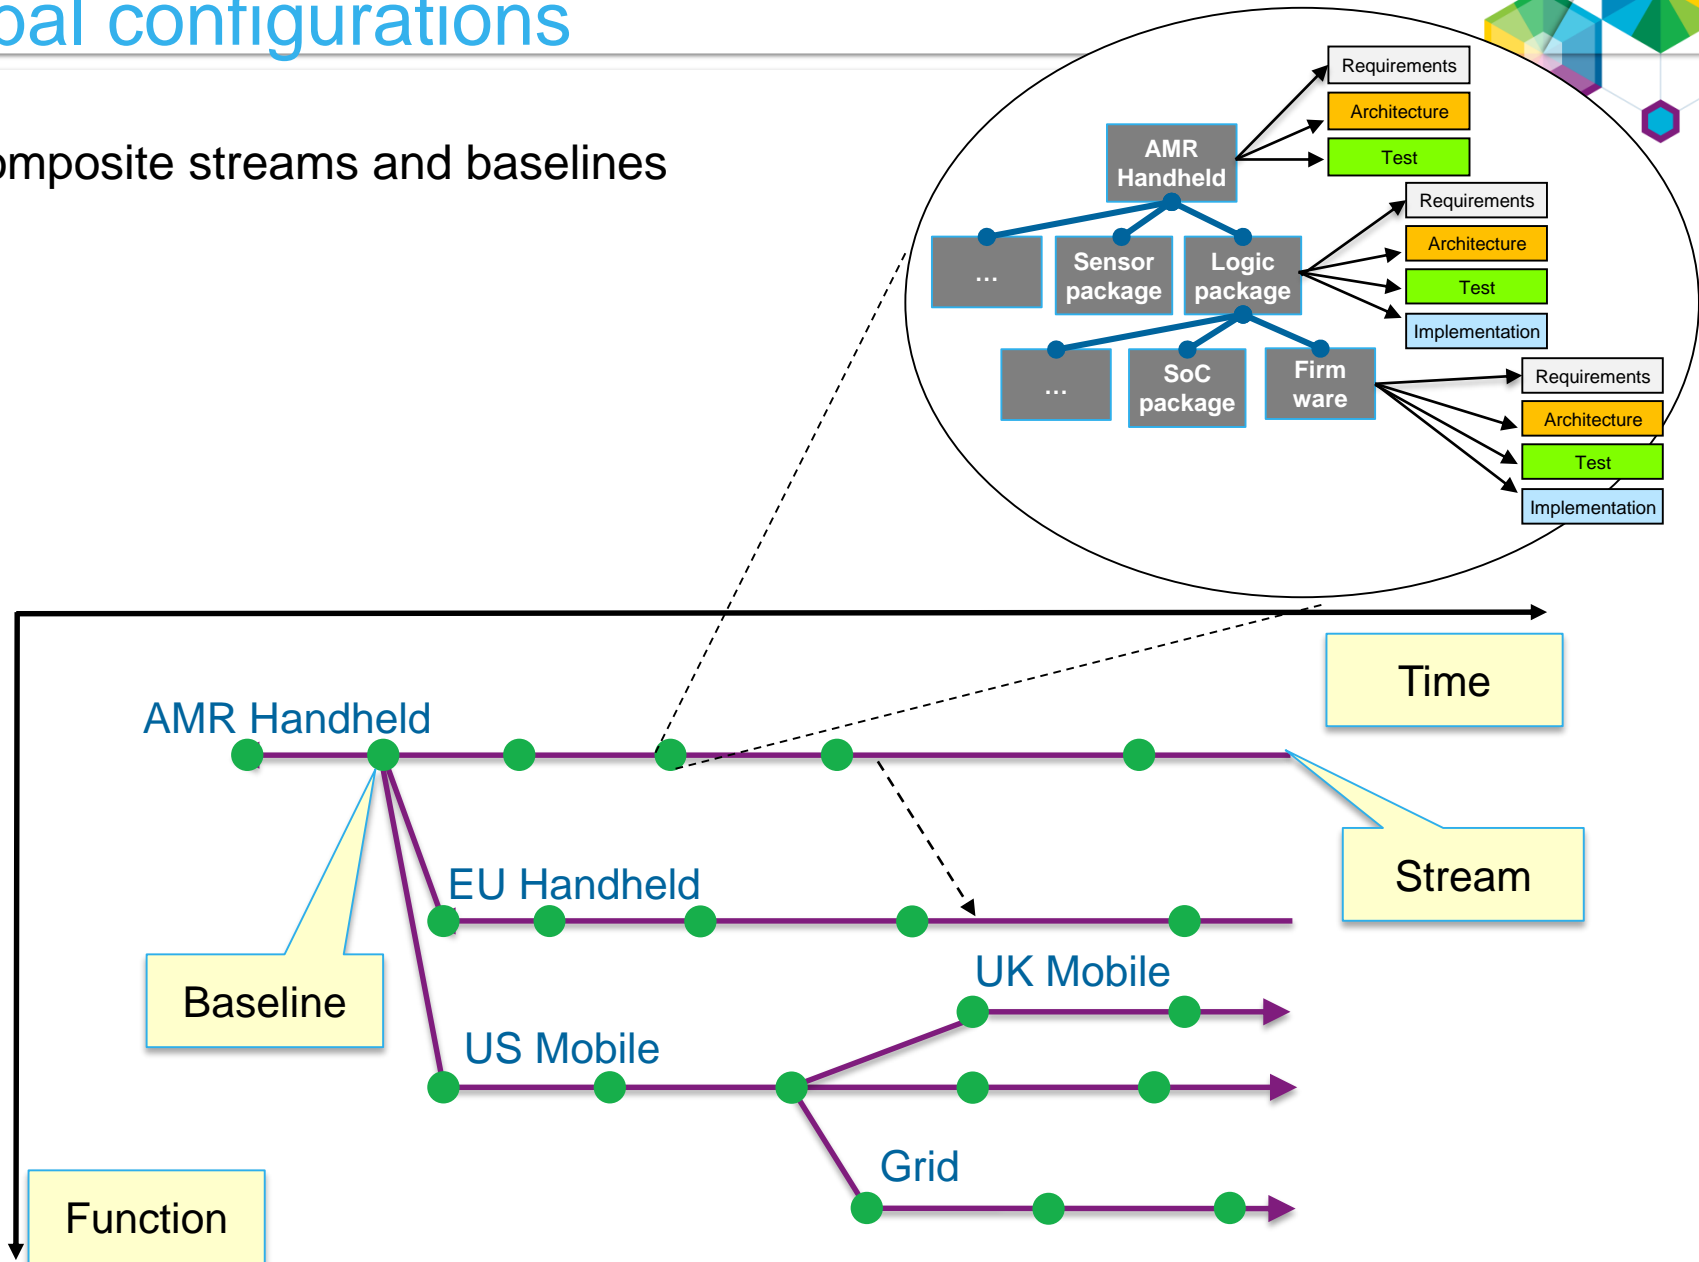 bal configurations
omposite streams and baselines
Requirements
Architecture
Test
AMR
Handheld
Requirements
Architecture
Test
Implementation
...
Sensor
package
Logic
package
...
SoC
package
Firm
ware
Requirements
Architecture
Test
Implementation
Time
AMR Handheld
Stream
EU Handheld
Baseline
UK Mobile
US Mobile
Grid
Function